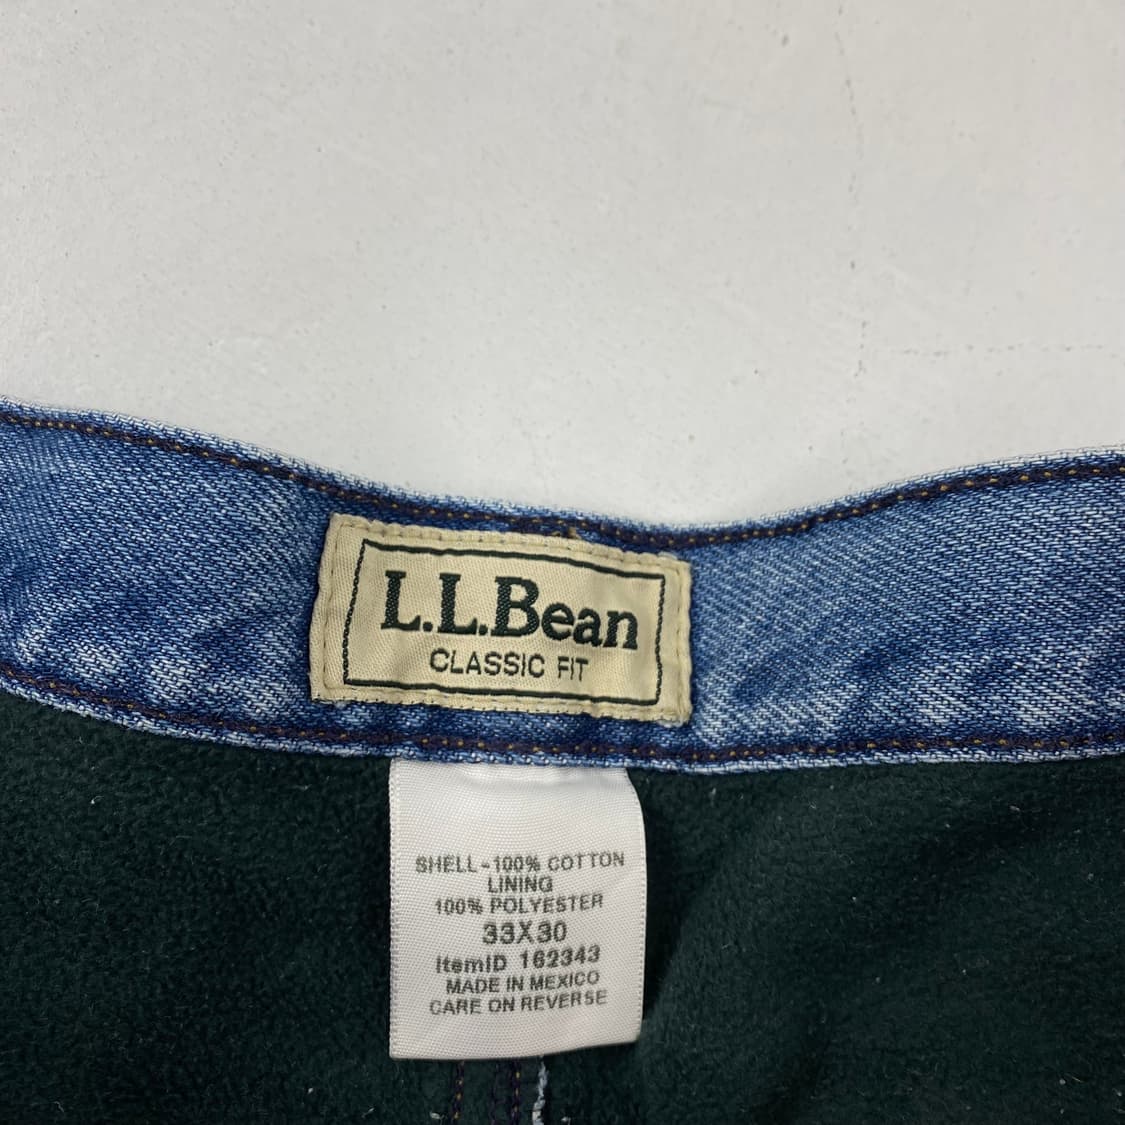 L.L.Bean
CLASSIC FIT
SHELL-100% COTTON
LINING
100% POLYESTER
33X30
ItemID 162343
MADE IN MEXICO
CARE ON REVERSE